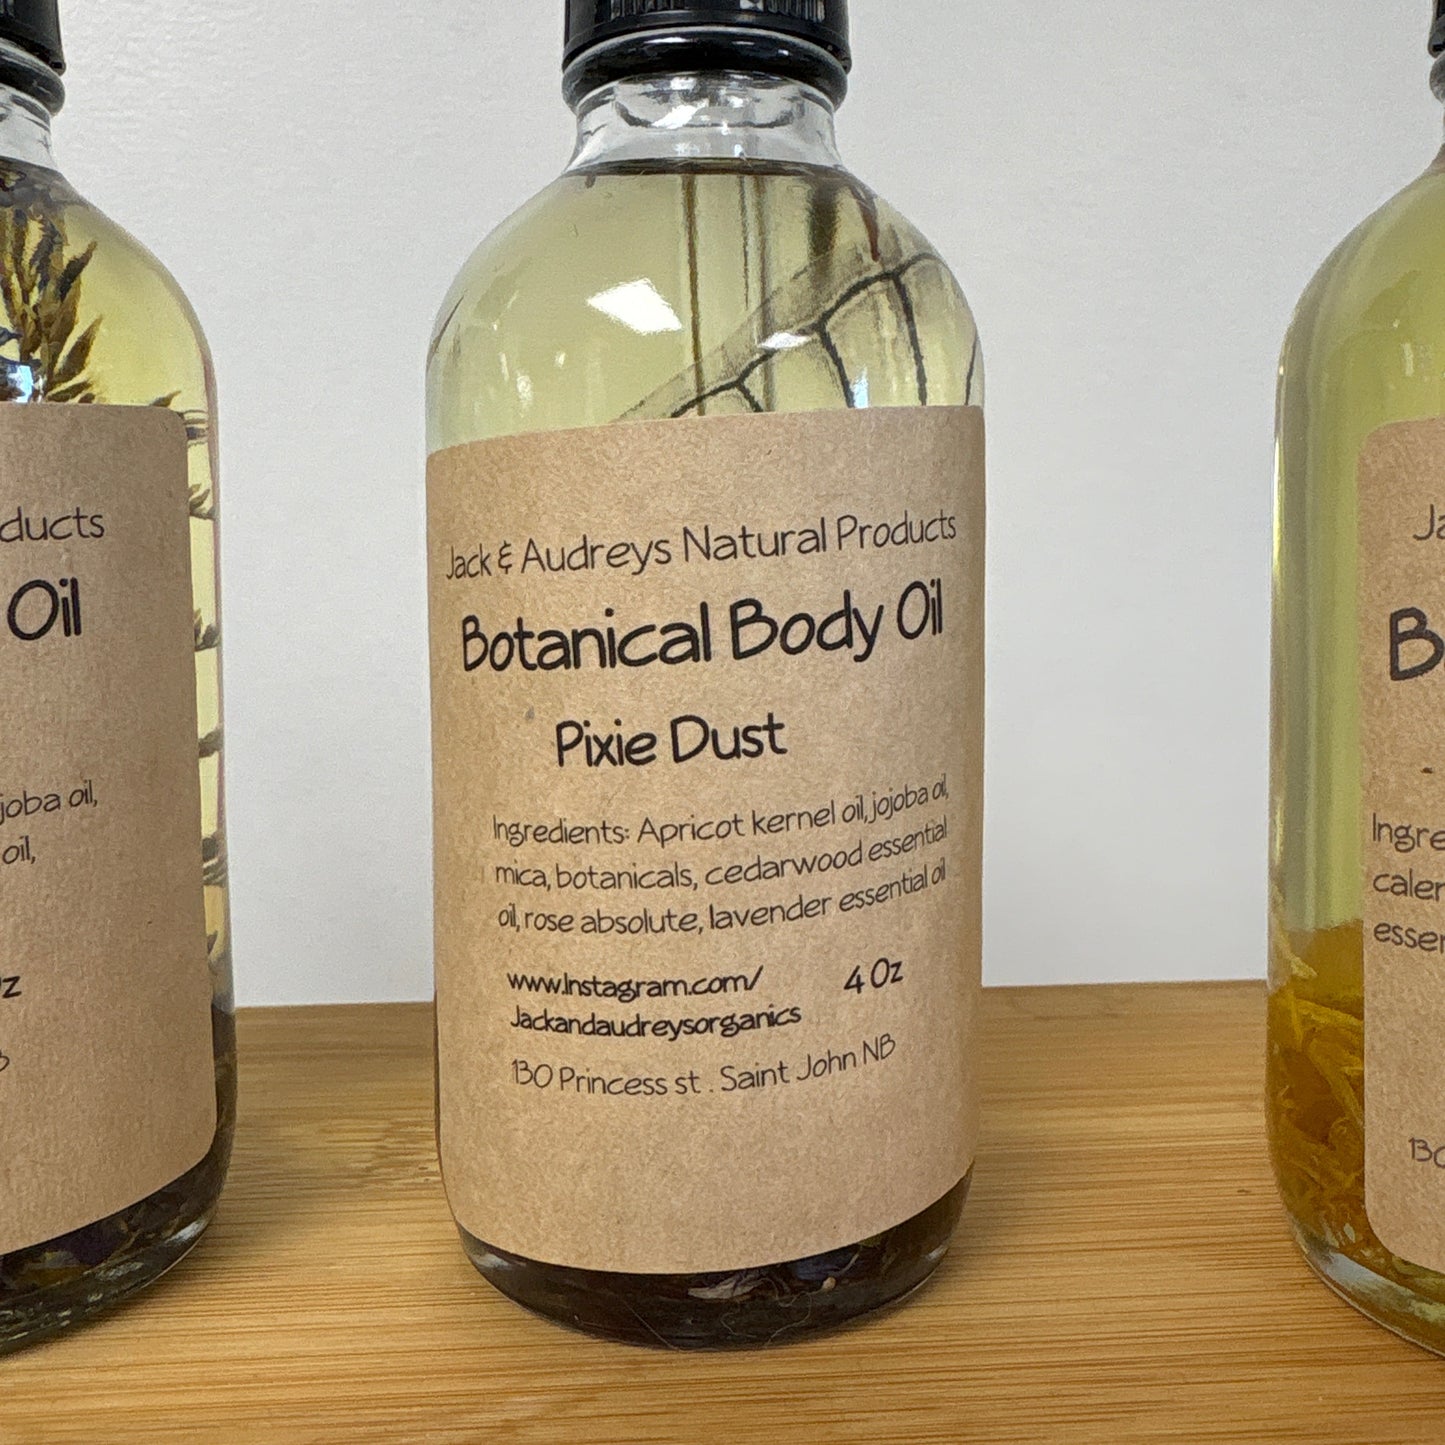 ducts
Oil
joba oil,
oil,
Jack & Audreys Natural Products
Botanical Body Oil
Pixie Dust
Ingredients: Apricot kernel oil, jojoba oil,
mica, botanicals, cedarwood essential
oil, rose absolute, lavender essential oil
www.Instagram.com/ 4 Oz
Jackandaudreysorganics
130 Princess st . Saint John NB
Ja
B
Ingre
calen
essen
130